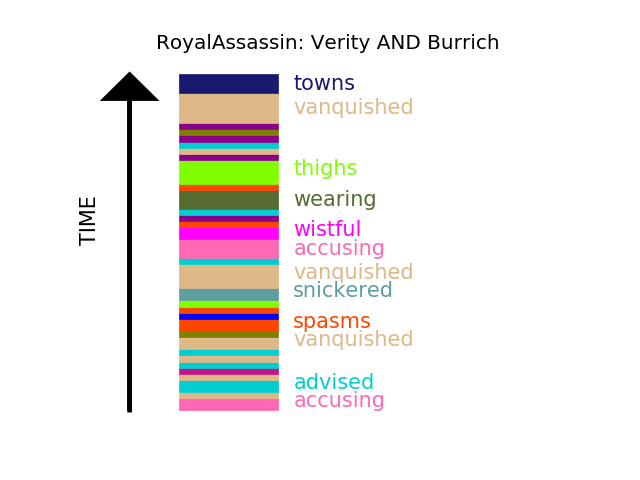 RoyalAssassin: Verity AND Burrich
towns
vanquished
thighs
wearing
wistful
accusing
vanquished
snickered
spasms
vanquished
advised
accusing
TIME